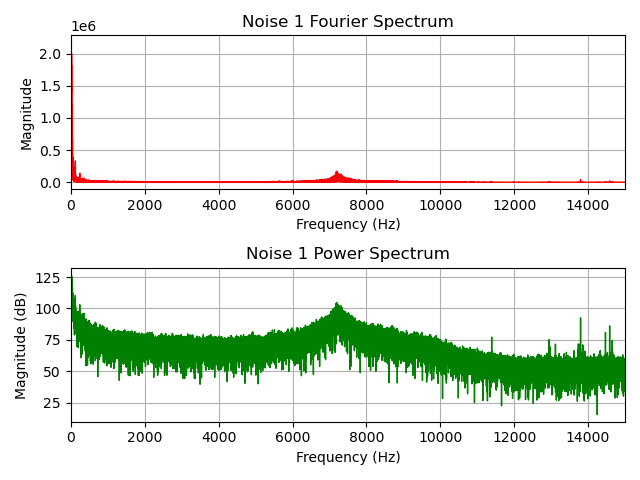 Noise 1 Fourier Spectrum
1e6
2.0
1.5
1.0
0.5
0.0
Magnitude
0 2000 4000 6000 8000 10000 12000 14000
Frequency (Hz)
Noise 1 Power Spectrum
125
100
75
50
25
Magnitude (dB)
0 2000 4000 6000 8000 10000 12000 14000
Frequency (Hz)